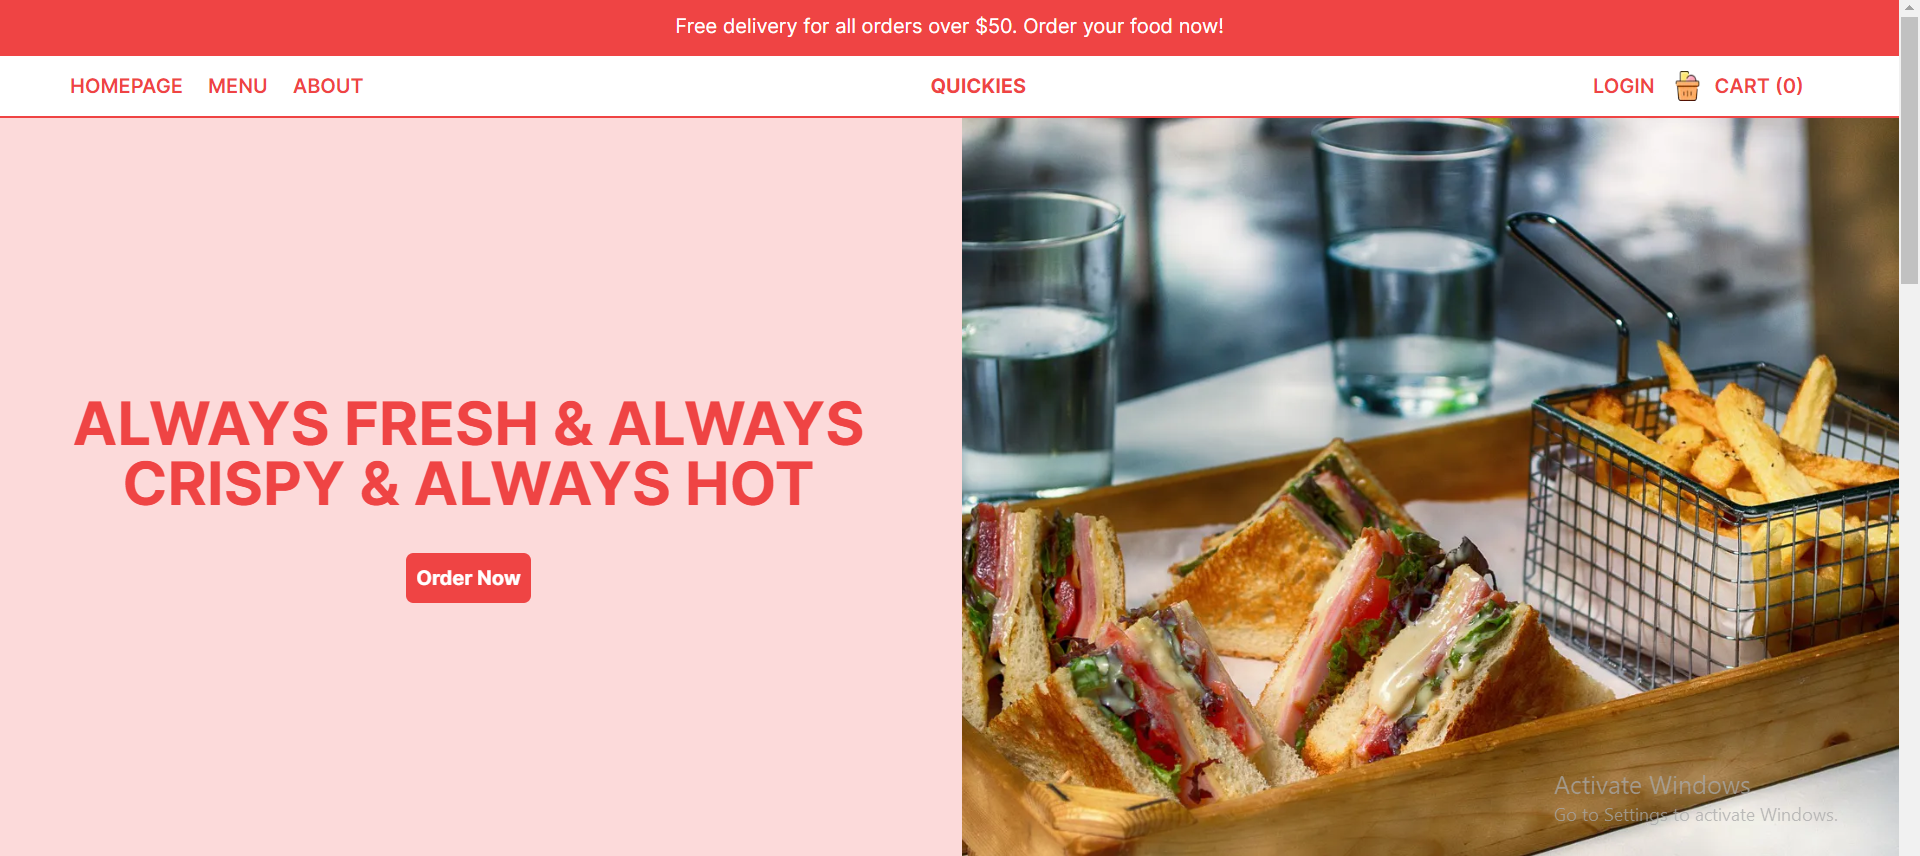 Free delivery for all orders over $50. Order your food now!
HOMEPAGE MENU ABOUT QUICKIES LOGIN CART (0)
ALWAYS FRESH & ALWAYS
CRISPY & ALWAYS HOT
Order Now
Activate Windows
Go to Settings to activate Windows.